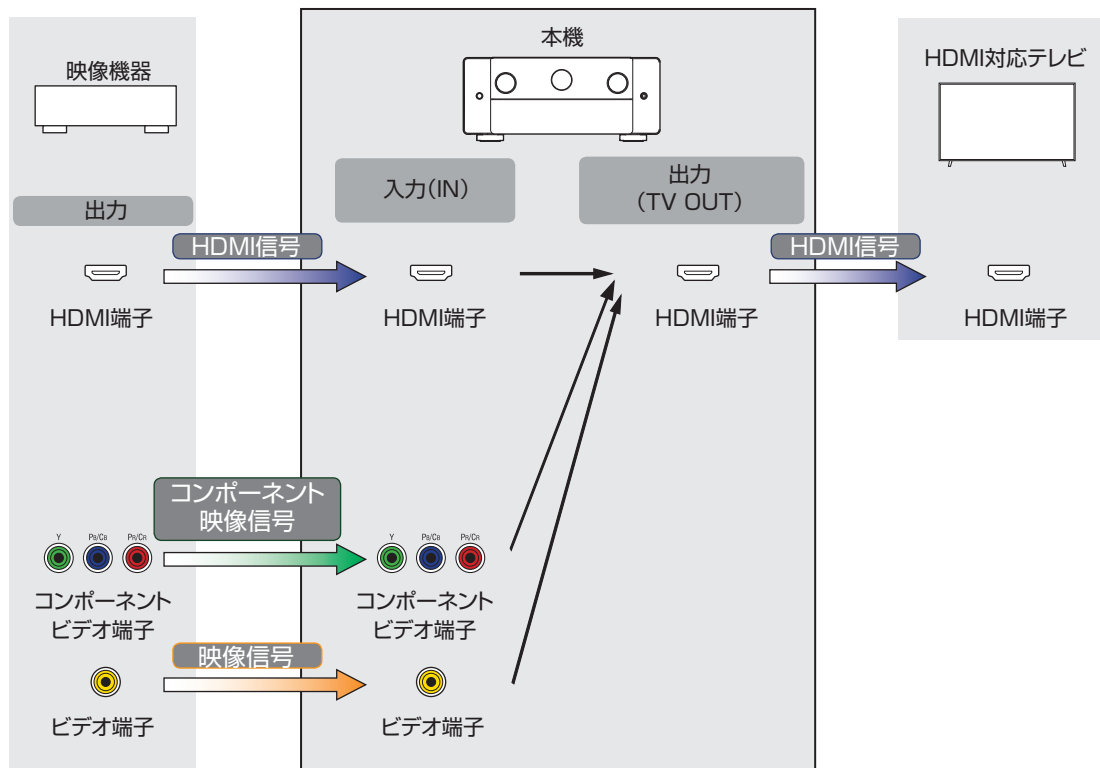 映像機器
本機
HDMI対応テレビ
出力
入力(IN)
出力
(TV OUT)
HDMI信号
HDMI信号
HDMI端子
HDMI端子
HDMI端子
HDMI端子
コンポーネント
映像信号
Y PB/CB PR/CR
Y PB/CB PR/CR
コンポーネント
ビデオ端子
コンポーネント
ビデオ端子
映像信号
ビデオ端子
ビデオ端子